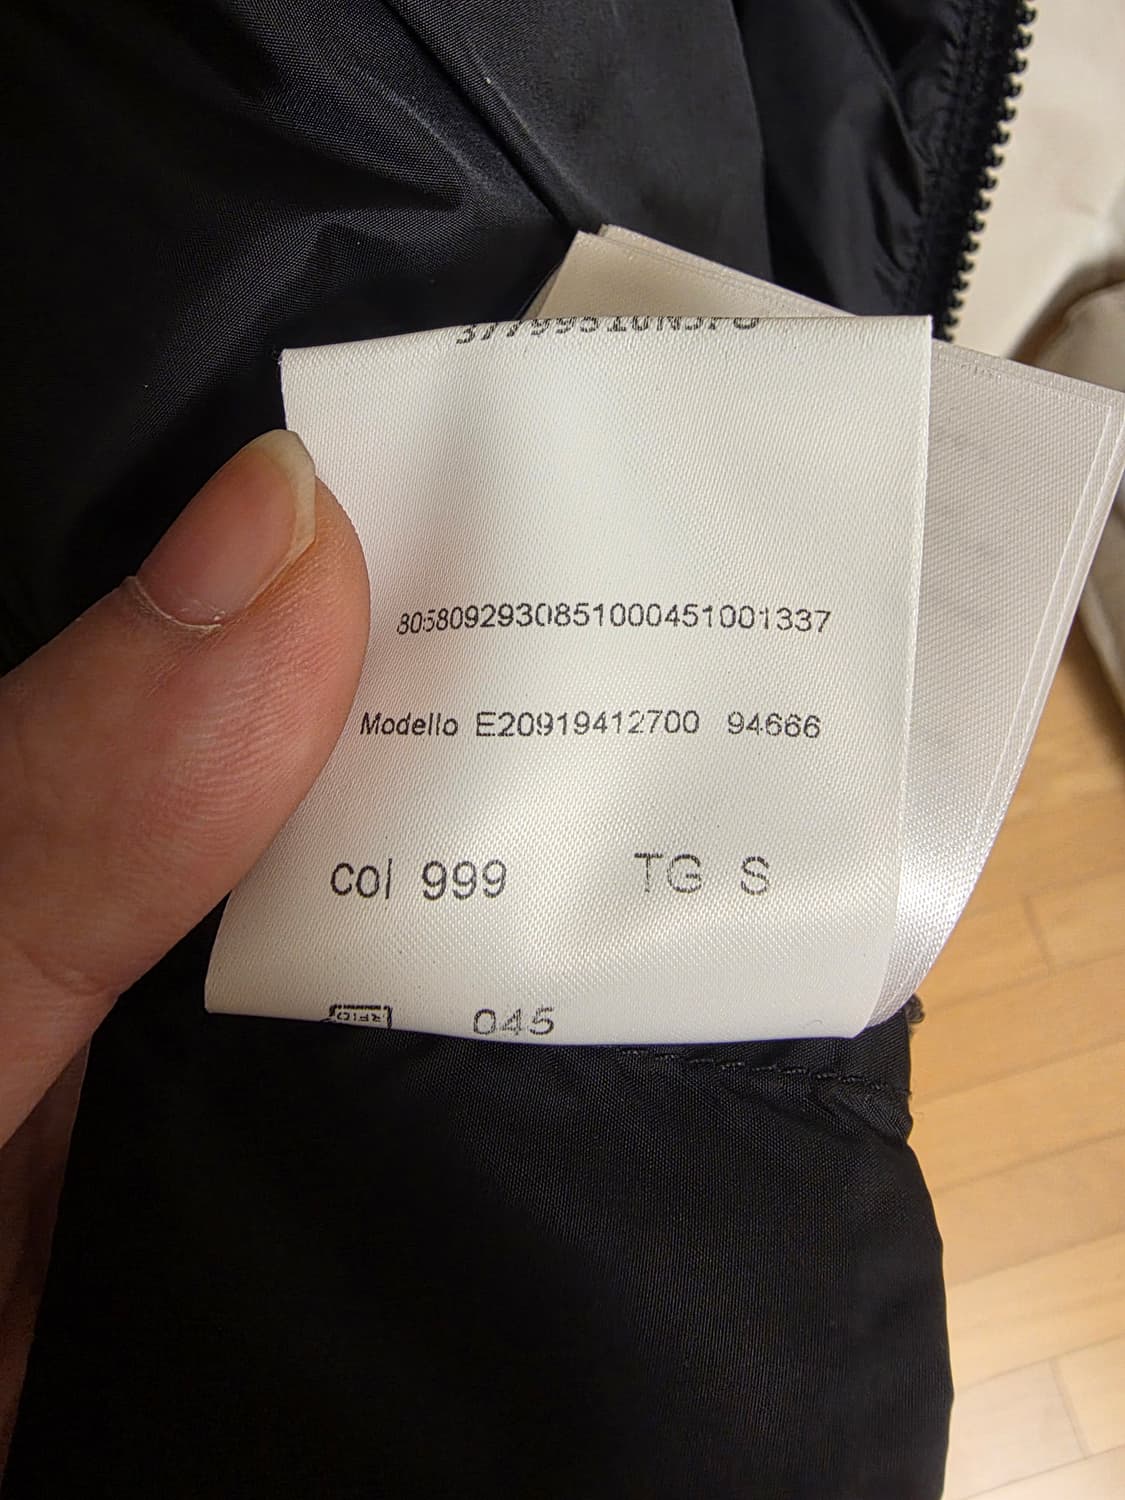 8058092930851000451001337
Modello E20919412700 94666
col 999 TG S
RFID 045